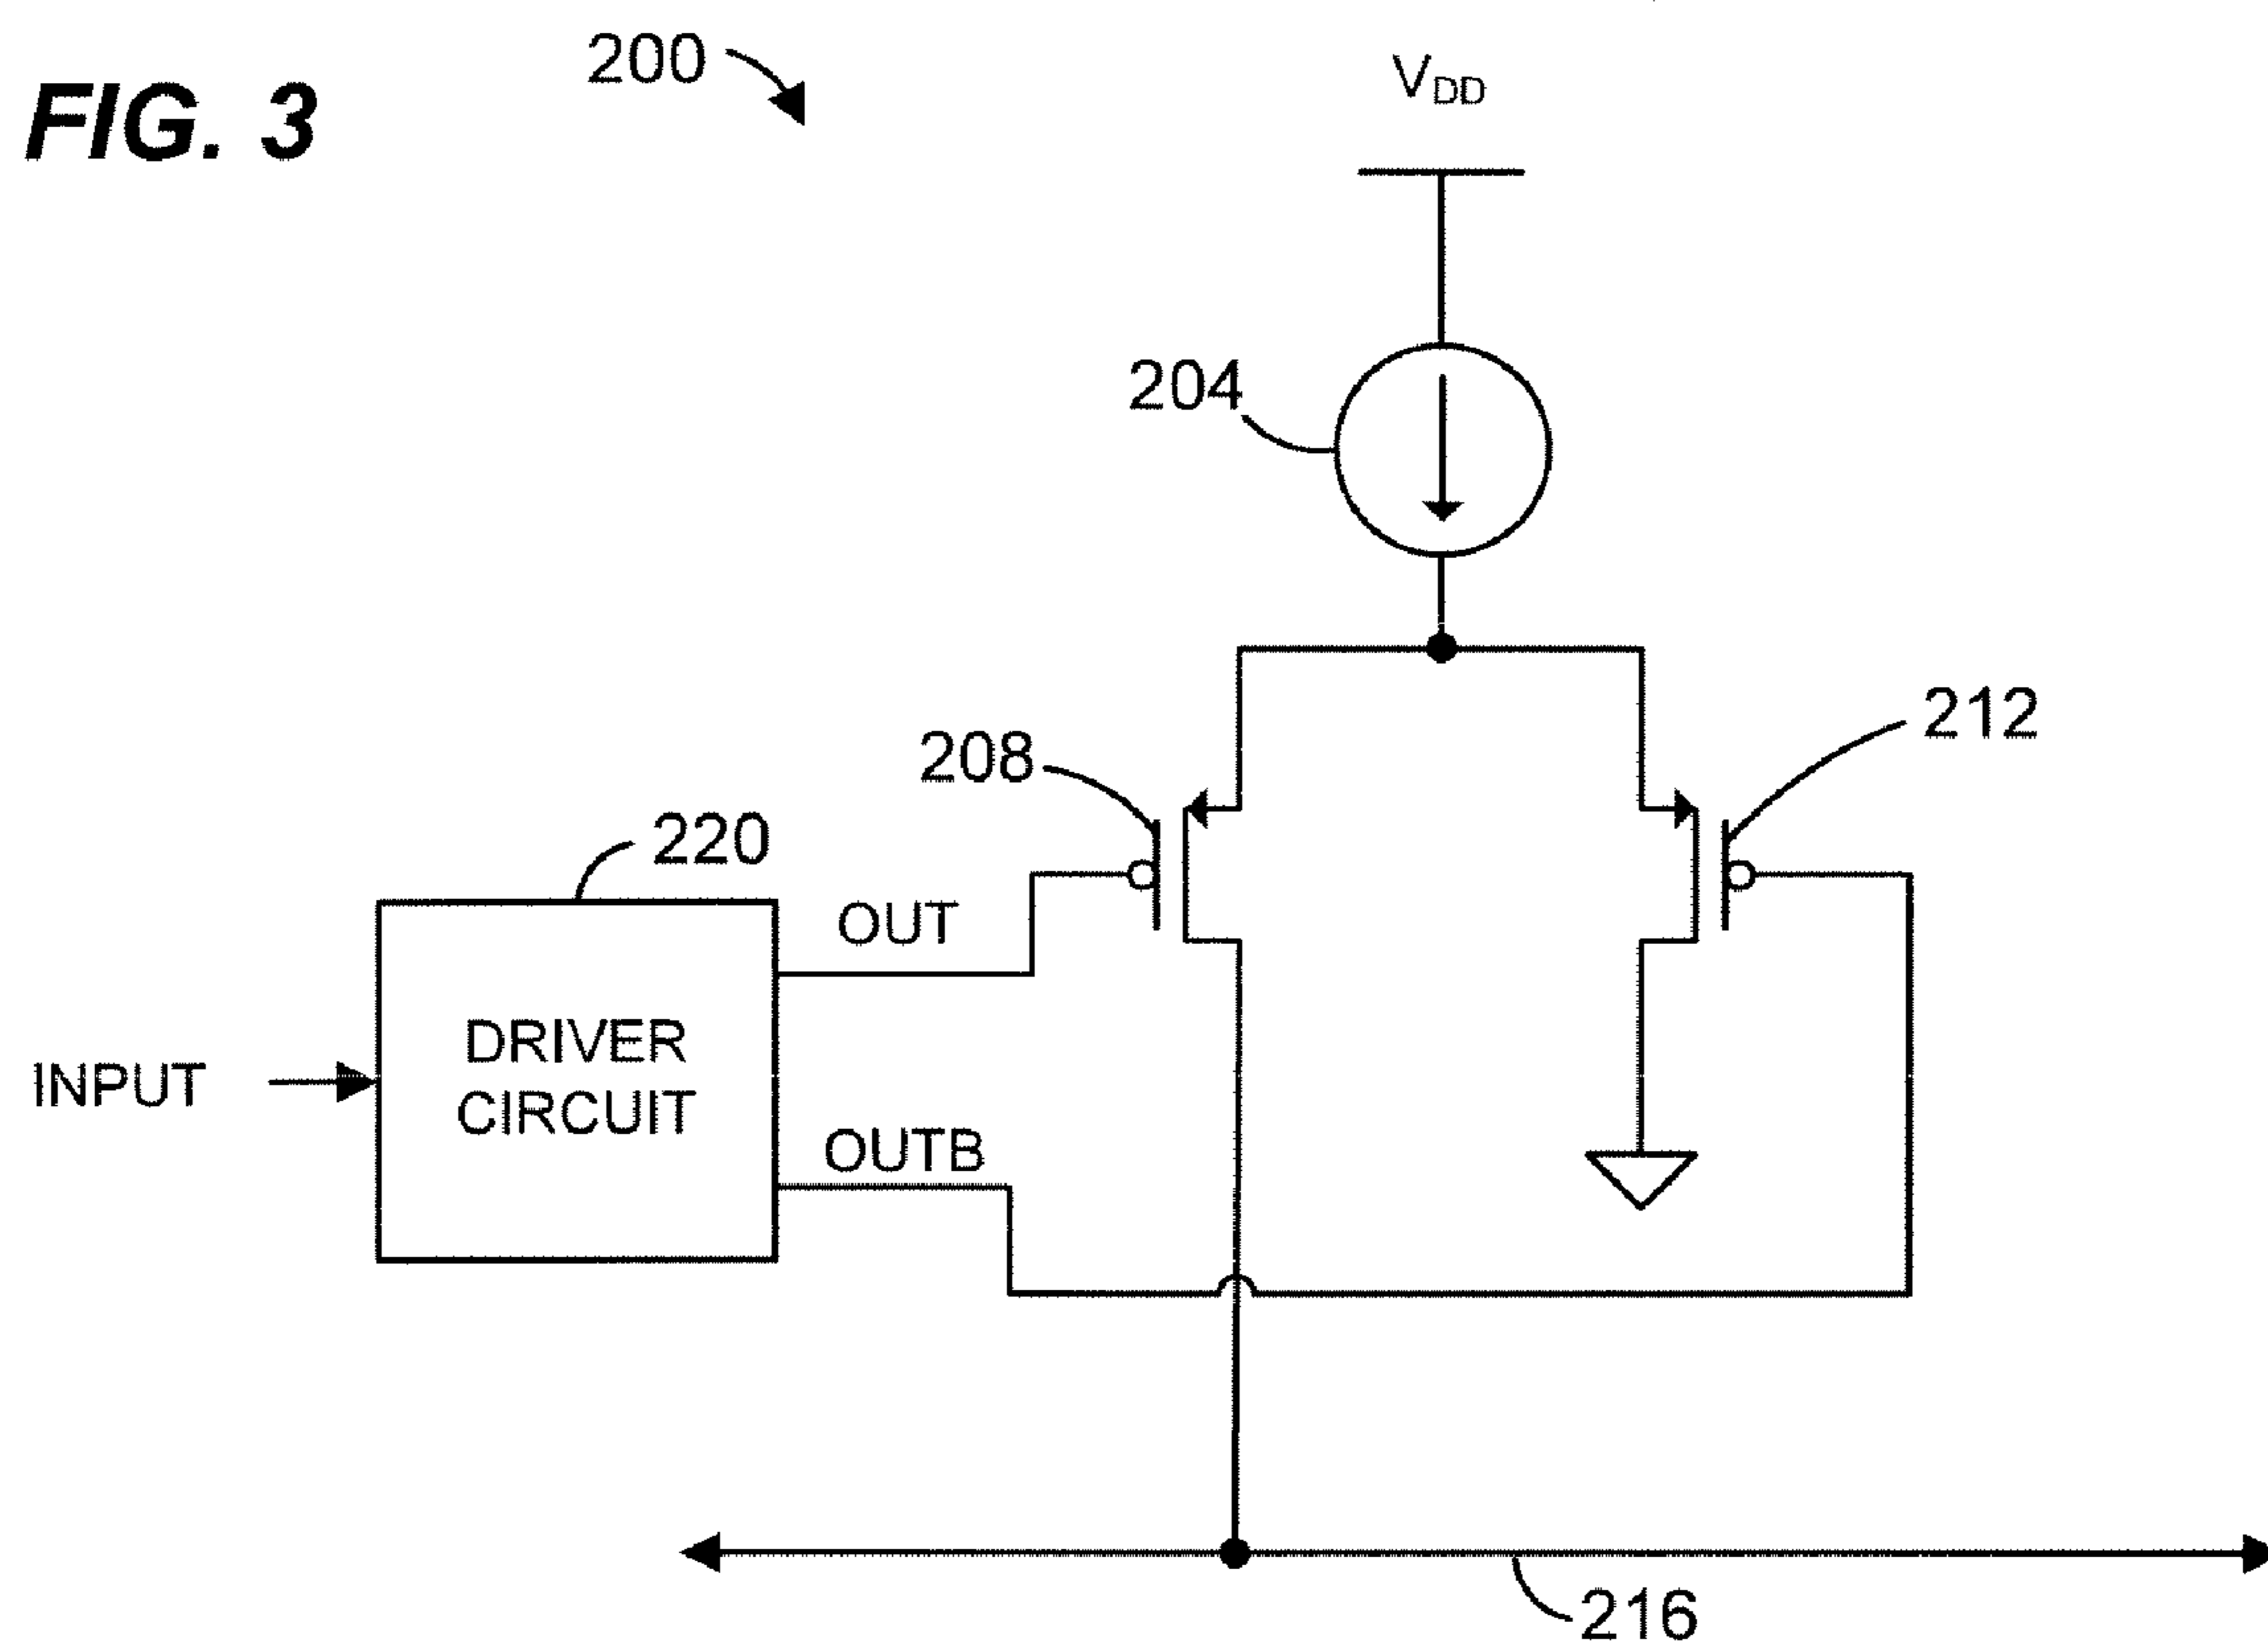 FIG. 3
200
VDD
204
208
212
220
OUT
DRIVER
CIRCUIT
INPUT
OUTB
216